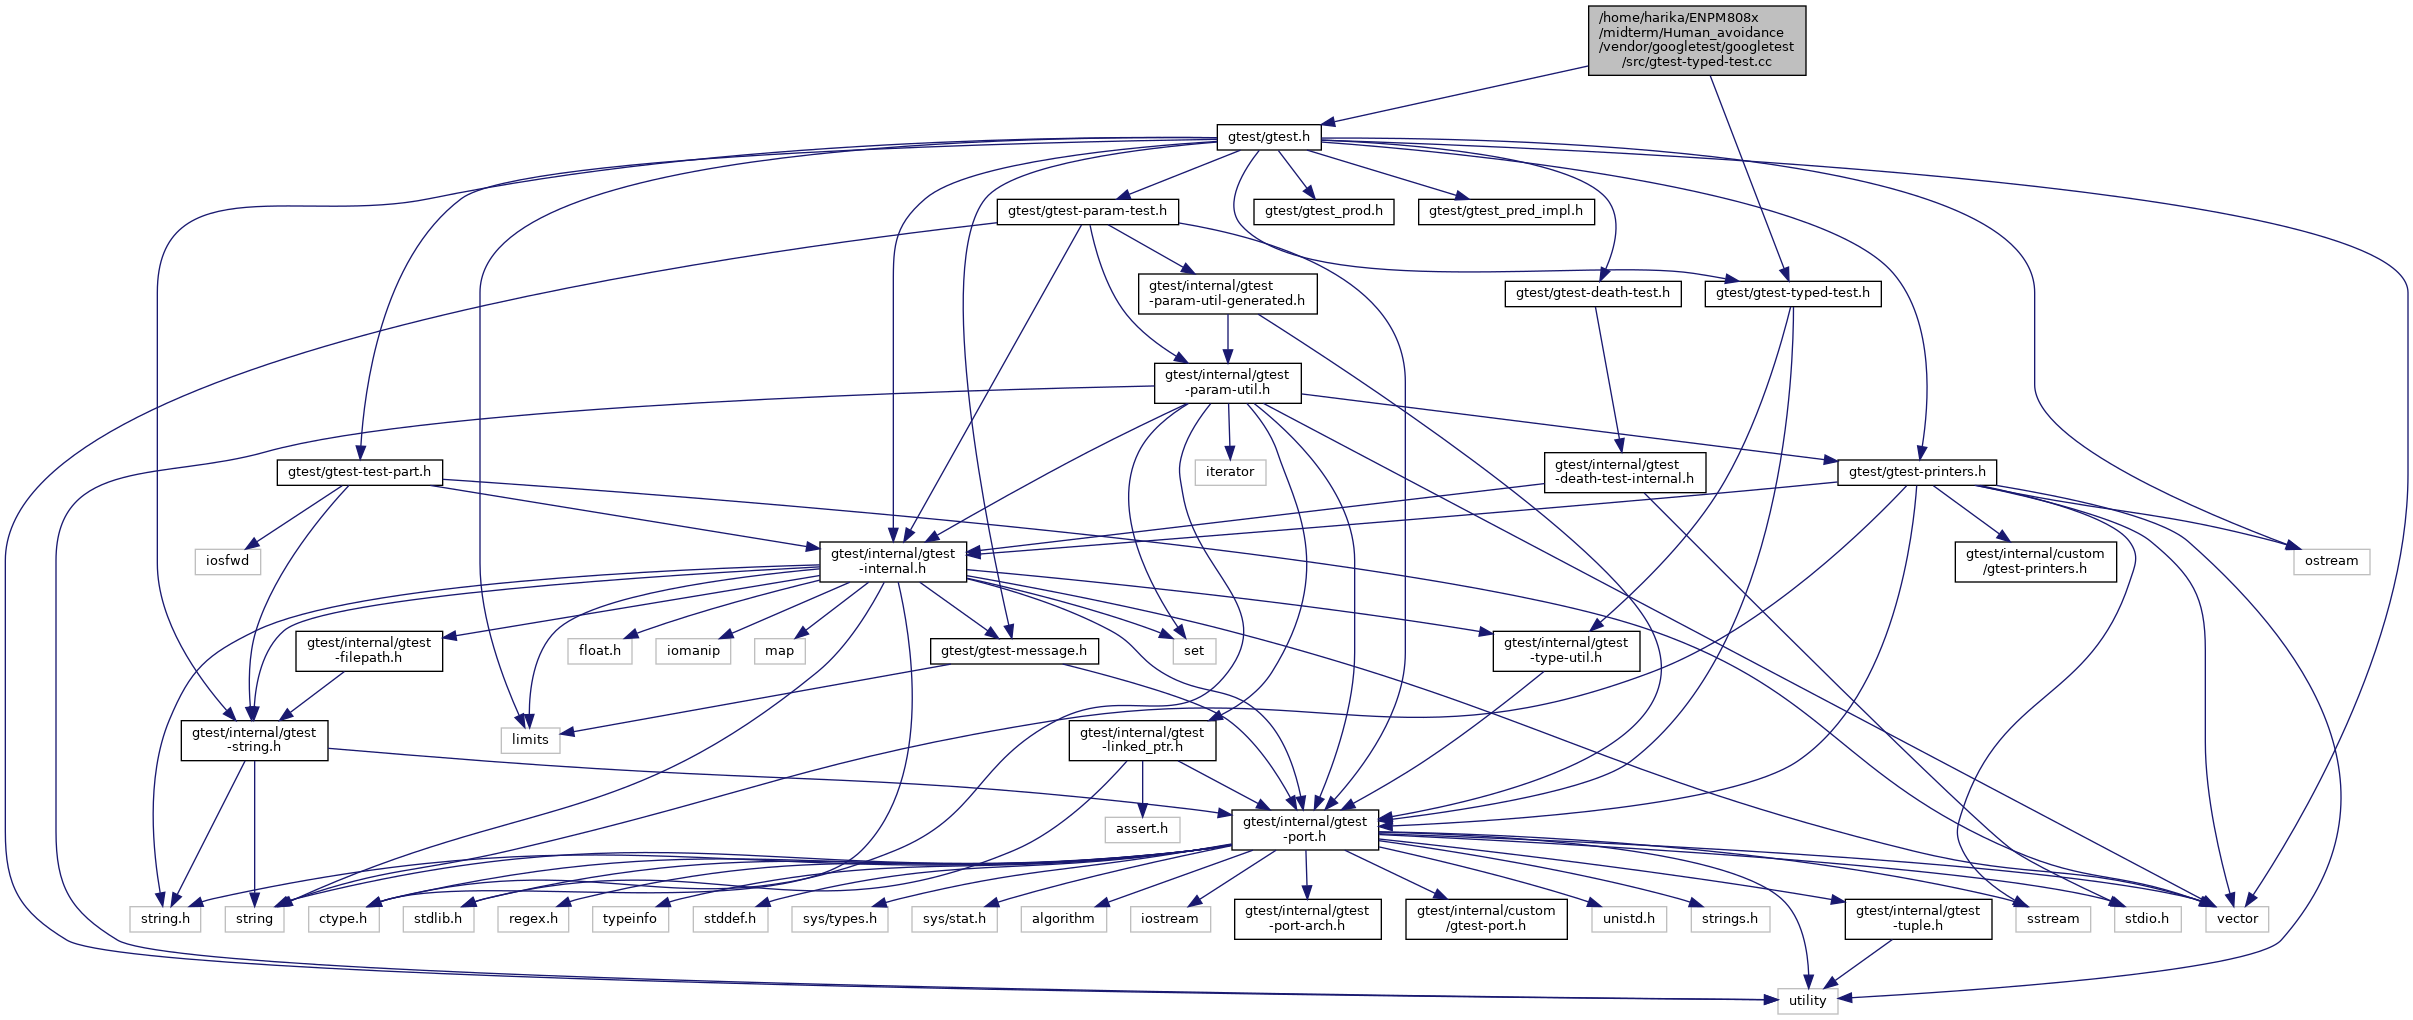 /home/harika/ENPM808x
/midterm/Human_avoidance
/vendor/googletest/googletest
/src/gtest-typed-test.cc
gtest/gtest.h
gtest/gtest-param-test.h
gtest/gtest_prod.h
gtest/gtest_pred_impl.h
gtest/internal/gtest
-param-util-generated.h
gtest/gtest-death-test.h
gtest/gtest-typed-test.h
gtest/internal/gtest
-param-util.h
gtest/gtest-test-part.h
iterator
gtest/internal/gtest
-death-test-internal.h
gtest/gtest-printers.h
iosfwd
gtest/internal/gtest
-internal.h
gtest/internal/custom
/gtest-printers.h
ostream
gtest/internal/gtest
-filepath.h
float.h
iomanip
map
gtest/gtest-message.h
set
gtest/internal/gtest
-type-util.h
gtest/internal/gtest
-string.h
limits
gtest/internal/gtest
-linked_ptr.h
assert.h
gtest/internal/gtest
-port.h
string.h
string
ctype.h
stdlib.h
regex.h
typeinfo
stddef.h
sys/types.h
sys/stat.h
algorithm
iostream
gtest/internal/gtest
-port-arch.h
gtest/internal/custom
/gtest-port.h
unistd.h
strings.h
gtest/internal/gtest
-tuple.h
sstream
stdio.h
vector
utility